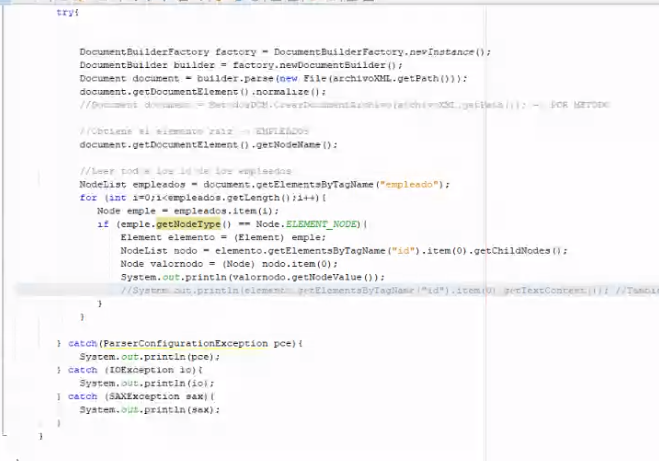 try{
DocumentBuilderFactory factory = DocumentBuilderFactory.newInstance();
DocumentBuilder builder = factory.newDocumentBuilder();
Document document = builder.parse(new File(archivoXML.getPath()));
document.getDocumentElement().normalize();
//Document document = MetodosDOM.CrearDocumentArchivo(archivoXML.getPath()); POR METODO
//Obtiene el elemento raiz EMPLEADOS
document.getDocumentElement().getNodeName();
//Leer todos los id de los empleados
NodeList empleados = document.getElementsByTagName("empleado");
for (int i=0;i<empleados.getLength();i++){
Node emple = empleados.item(i);
if (emple.getNodeType() == Node.ELEMENT_NODE){
Element elemento = (Element) emple;
NodeList nodo = elemento.getElementsByTagName("id").item(0).getChildNodes();
Node valornodo = (Node) nodo.item(0);
System.out.println(valornodo.getNodeValue());
//System.out.println(elemento.getElementsByTagName("id").item(0).getTextContent()); //Tambié
}
}
} catch(ParserConfigurationException pce){
System.out.println(pce);
} catch (IOException io){
System.out.println(io);
} catch (SAXException sax){
System.out.println(sax);
}
}